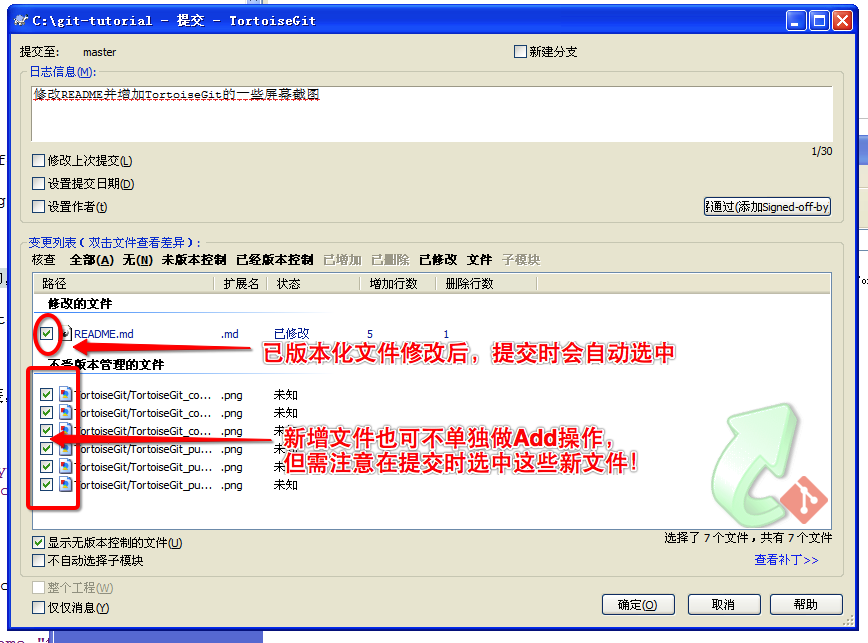 C:\git-tutorial - 提交 - TortoiseGit
提交至: master 新建分支
日志信息(M):
修改README并增加TortoiseGit的一些屏幕截图
1/30
修改上次提交(L)
设置提交日期(D)
设置作者(t)
通过(添加Signed-off-by
变更列表(双击文件查看差异):
核查 全部(A) 无(N) 未版本控制 已经版本控制 已增加 已删除 已修改 文件 子模块
路径 扩展名 状态 增加行数 删除行数
修改的文件
README.md .md 已修改 5 1
已版本化文件修改后，提交时会自动选中
不受版本管理的文件
TortoiseGit/TortoiseGit_co... .png 未知
TortoiseGit/TortoiseGit_co... .png 未知
TortoiseGit/TortoiseGit_co... .png 未知
新增文件也可不单独做Add操作，
TortoiseGit/TortoiseGit_pu... .png 未知
但需注意在提交时选中这些新文件！
TortoiseGit/TortoiseGit_pu... .png 未知
TortoiseGit/TortoiseGit_pu... .png 未知
显示无版本控制的文件(U) 选择了 7 个文件，共有 7 个文件
不自动选择子模块 查看补丁>>
整个工程(W)
仅仅消息(Y)
确定(O) 取消 帮助